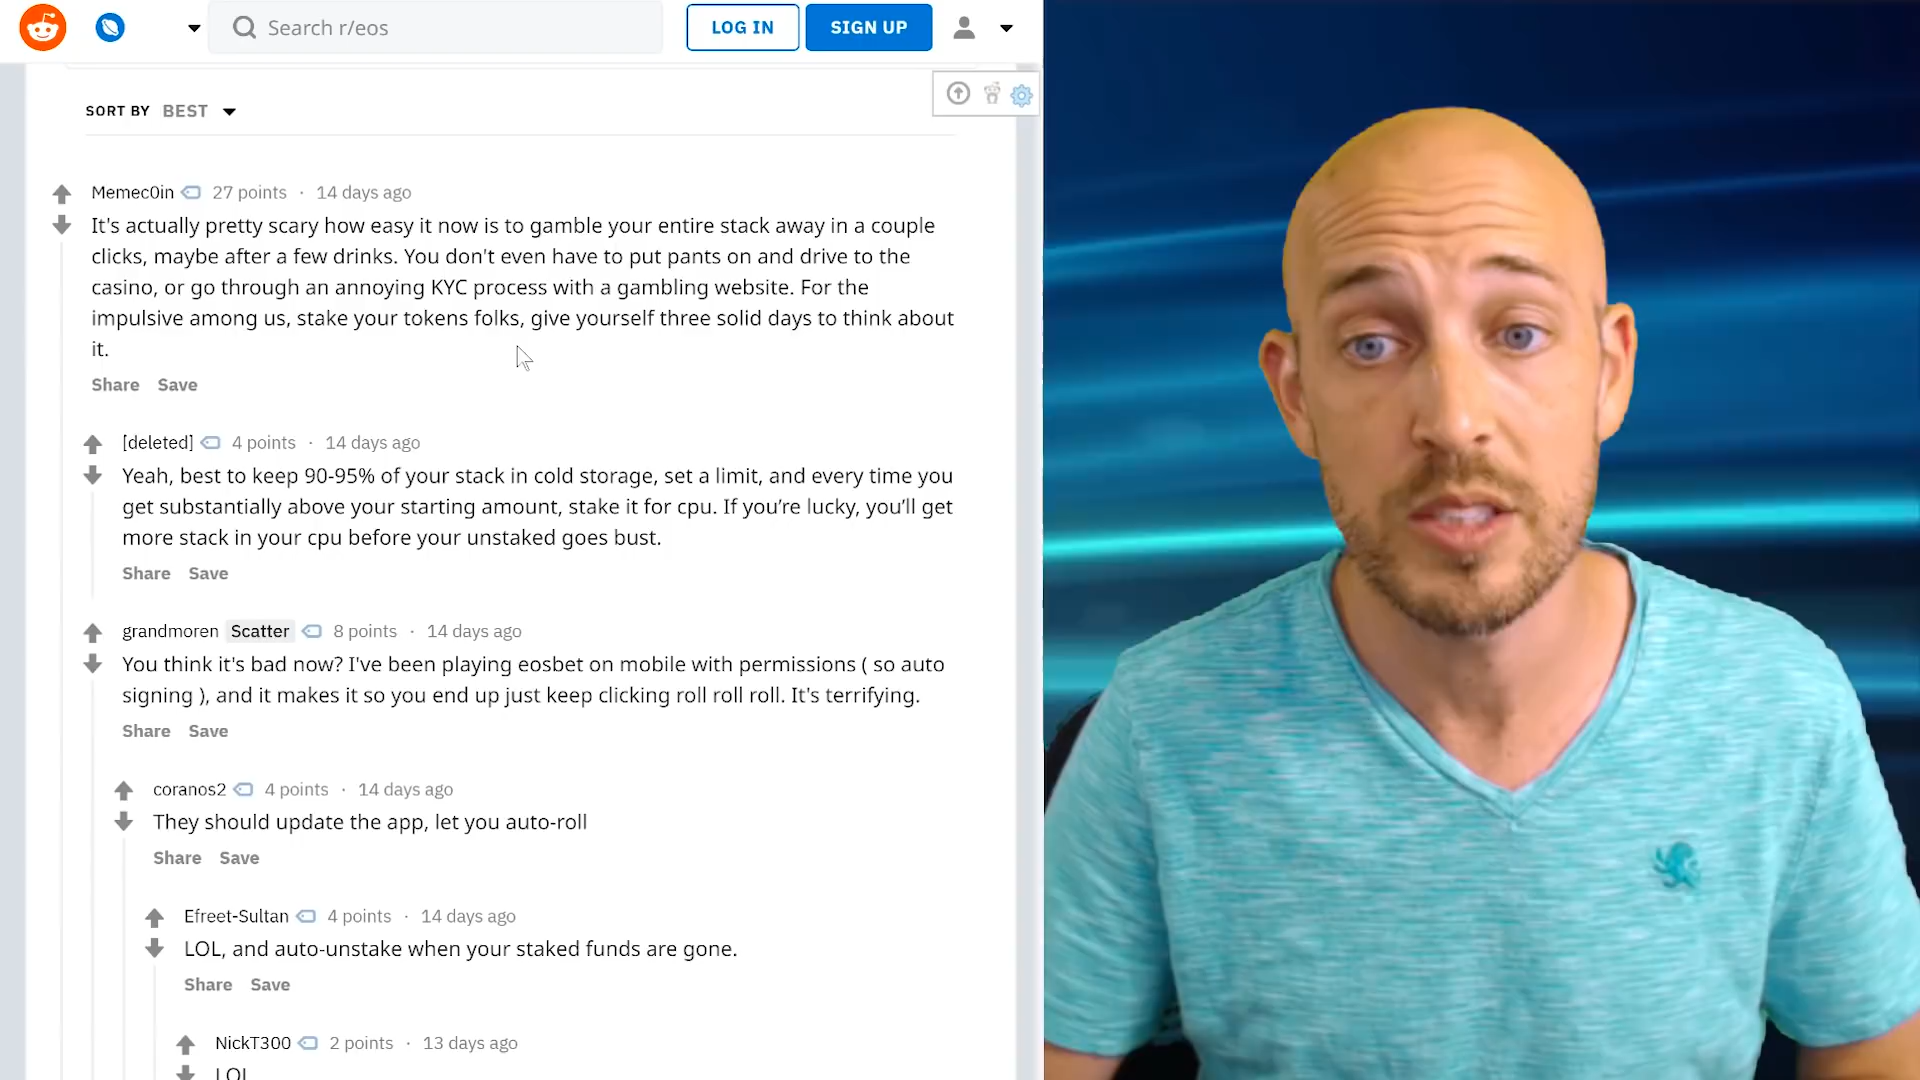 Search r/eos
LOG IN
SIGN UP
SORT BY BEST
Memec0in 27 points · 14 days ago
It's actually pretty scary how easy it now is to gamble your entire stack away in a couple
clicks, maybe after a few drinks. You don't even have to put pants on and drive to the
casino, or go through an annoying KYC process with a gambling website. For the
impulsive among us, stake your tokens folks, give yourself three solid days to think about
it.
Share Save
[deleted] 4 points · 14 days ago
Yeah, best to keep 90-95% of your stack in cold storage, set a limit, and every time you
get substantially above your starting amount, stake it for cpu. If you’re lucky, you’ll get
more stack in your cpu before your unstaked goes bust.
Share Save
grandmoren Scatter 8 points · 14 days ago
You think it's bad now? I've been playing eosbet on mobile with permissions ( so auto
signing ), and it makes it so you end up just keep clicking roll roll roll. It's terrifying.
Share Save
coranos2 4 points · 14 days ago
They should update the app, let you auto-roll
Share Save
Efreet-Sultan 4 points · 14 days ago
LOL, and auto-unstake when your staked funds are gone.
Share Save
NickT300 2 points · 13 days ago
LOL